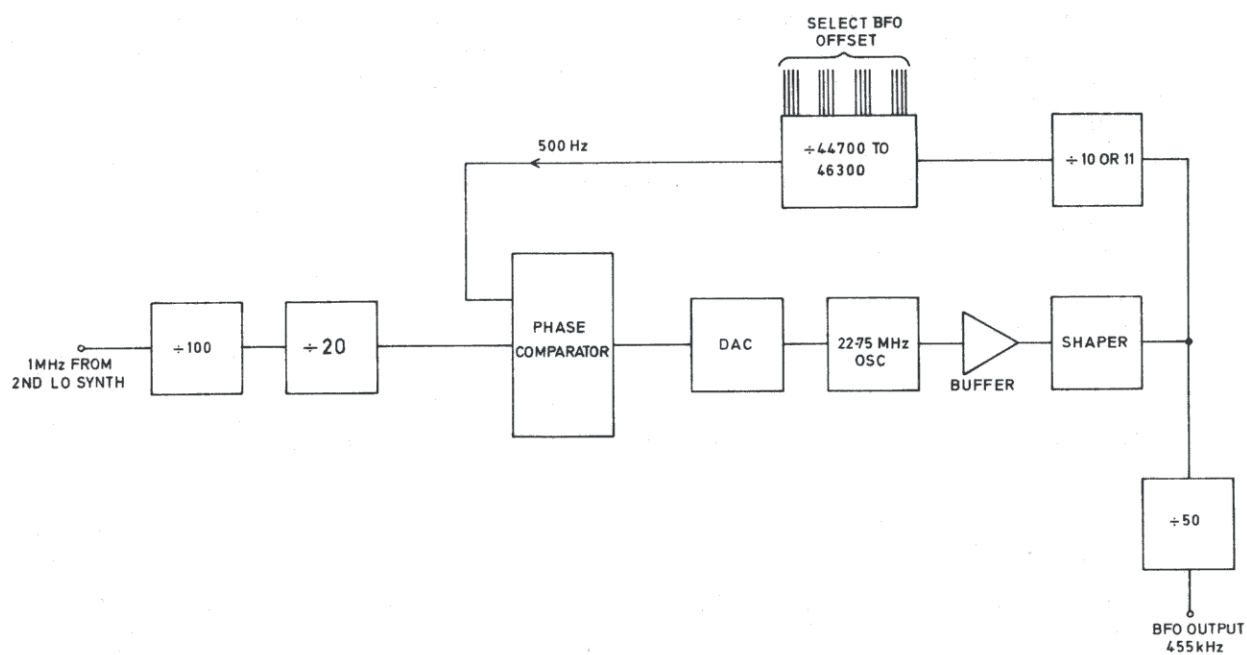 SELECT BFO
OFFSET
500 Hz
÷44700 TO
46300
÷10 OR 11
1MHz FROM
2ND LO SYNTH
÷100
÷20
PHASE
COMPARATOR
DAC
22·75 MHz
OSC
BUFFER
SHAPER
÷50
BFO OUTPUT
455kHz